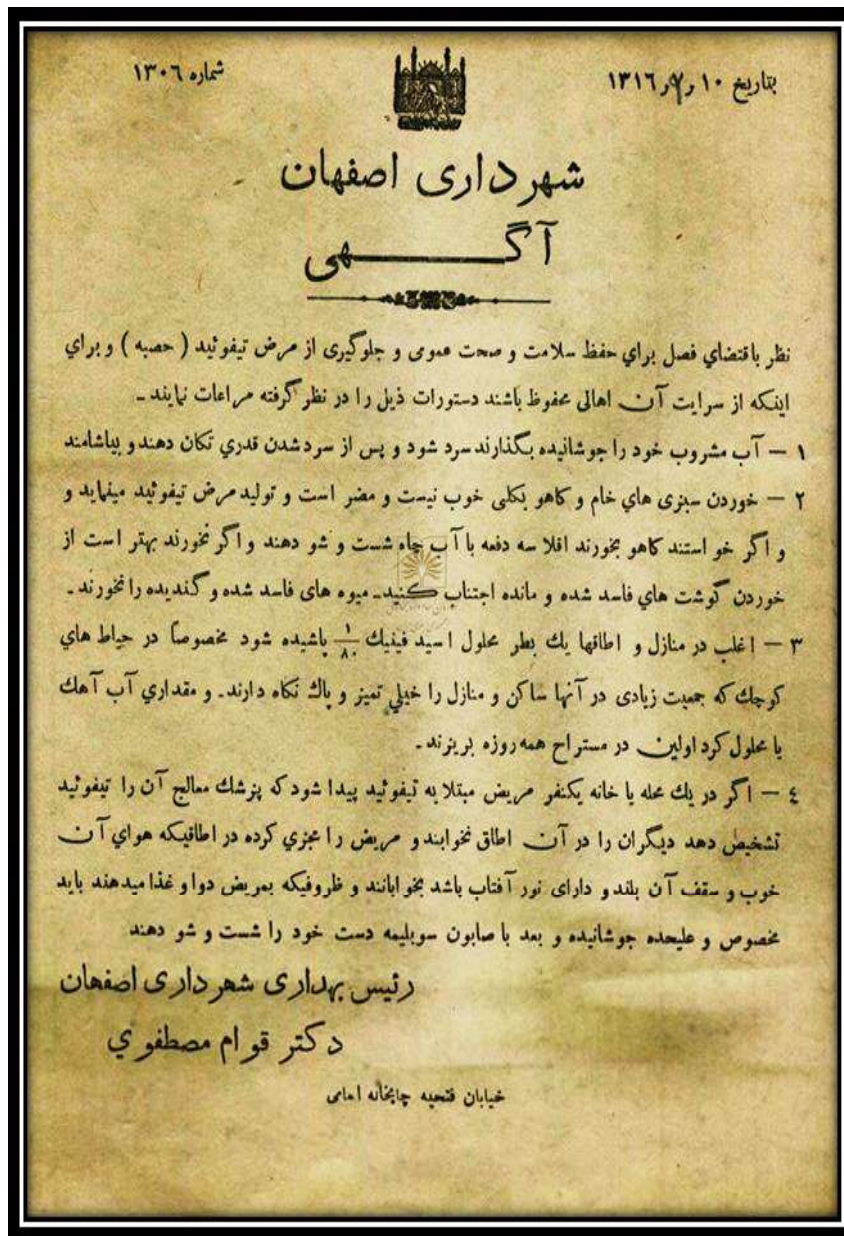 شماره ۱۳۰۶
بتاریخ ۱۰ ر ۷ ر ۱۳۱۶
شهرداری اصفهان
آگهی
نظر باقتضاي فصل براي حفظ سلامت و صحت عمومی و جلوگیری از مرض تیفوئید ( حصبه ) و براي
اینکه از سرایت آن اهالی محفوظ باشند دستورات ذیل را در نظر گرفته مراعات نمایند ـ
۱ – آب مشروب خود را جوشانیده بگذارند سرد شود و پس از سرد شدن قدري تکان دهند و بیاشامند
۲ – خوردن سبزی هاي خام و کاهو بکلی خوب نیست و مضر است و تولید مرض تیفوئید مینماید و
و اگر خواستند کاهو بخورند اقلا سه دفعه با آب چاه شست و شو دهند و اگر نخورند بهتر است از
خوردن گوشت هاي فاسد شده و مانده اجتناب کنید ـ میوه های فاسد شده و گندیده را نخورند ـ
۳ – اغلب در منازل و اطاقها یك بطر محلول اسید فینیك ۱/۸۰ پاشیده شود مخصوصاً در حیاط هاي
کوچك که جمعیت زیادی در آنها ساکن و منازل را خیلي تمیز و پاك نگاه دارند ـ و مقداري آب آهك
یا محلول کرد اولین در مستراح همه روزه بریزند ـ
٤ – اگر در یك محله یا خانه یکنفر مریض مبتلا به تیفوئید پیدا شود که پزشك معالج آن را تیفوئید
تشخیص دهد دیگران را در آن اطاق نخوابند و مریض را مجزي کرده در اطاقیکه هواي آن
خوب و سقف آن بلند و دارای نور آفتاب باشد بخوابانند و ظروفیکه بمریض دوا و غذا میدهند باید
مخصوص و علیحده جوشانیده و بعد با صابون سوبلیمه دست خود را شست و شو دهند
رئیس بهداری شهرداری اصفهان
دکتر قوام مصطفوي
خیابان فتحیه چاپخانه امامی